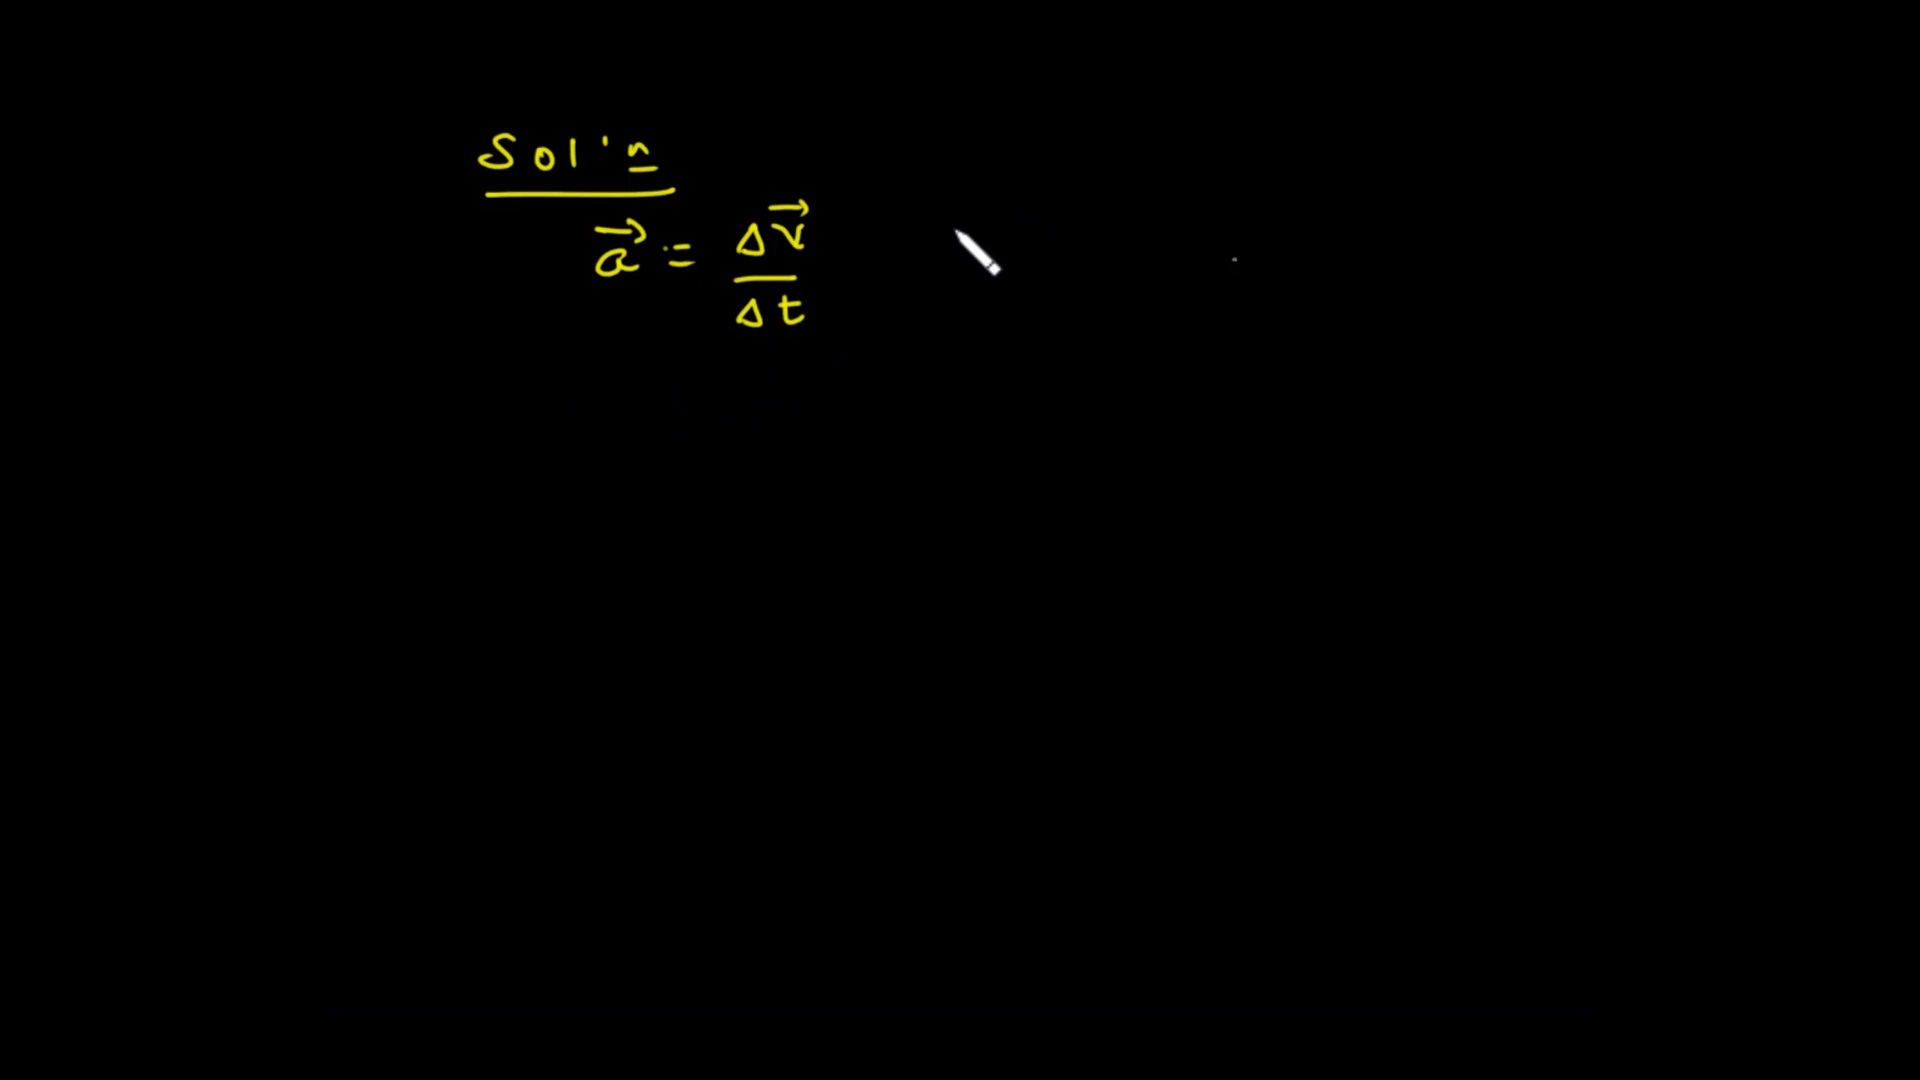 Sol'n
a⃗ = Δv⃗
Δt